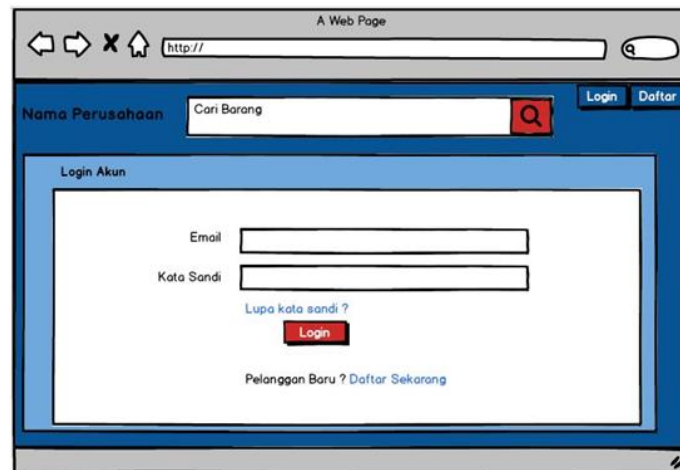 A Web Page
http://
Login Daftar
Nama Perusahaan
Cari Barang
Login Akun
Email
Kata Sandi
Lupa kata sandi ?
Login
Pelanggan Baru ? Daftar Sekarang